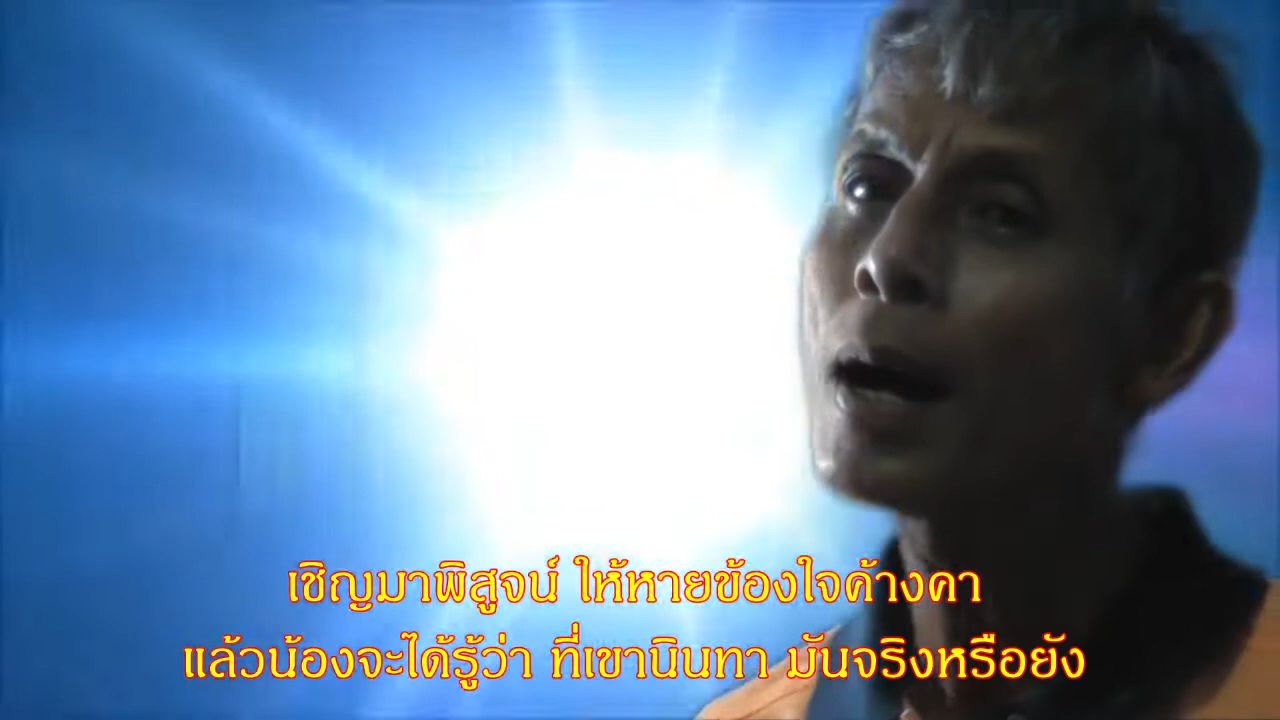 เชิญมาพิสูจน์ ให้หายข้องใจค้างคา
แล้วน้องจะได้รู้ว่า ที่เขานินทา มันจริงหรือยัง